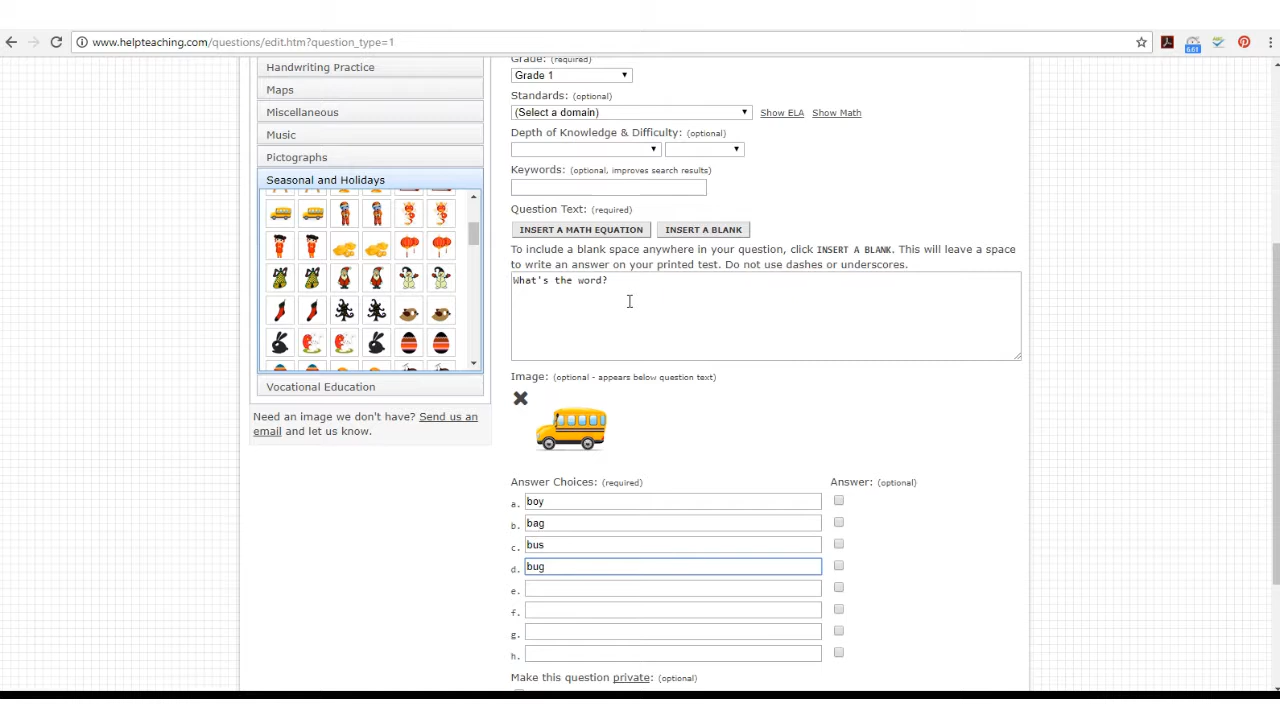 www.helpteaching.com/questions/edit.htm?question_type=1
6.61
Handwriting Practice
Maps
Miscellaneous
Music
Pictographs
Seasonal and Holidays
Vocational Education
Need an image we don't have? Send us an
email and let us know.
Grade: (required)
Grade 1
Standards: (optional)
(Select a domain) Show ELA Show Math
Depth of Knowledge & Difficulty: (optional)
Keywords: (optional, improves search results)
Question Text: (required)
INSERT A MATH EQUATION INSERT A BLANK
To include a blank space anywhere in your question, click INSERT A BLANK. This will leave a space
to write an answer on your printed test. Do not use dashes or underscores.
What's the word?
Image: (optional - appears below question text)
Answer Choices: (required) Answer: (optional)
a. boy
b. bag
c. bus
d. bug
e.
f.
g.
h.
Make this question private: (optional)